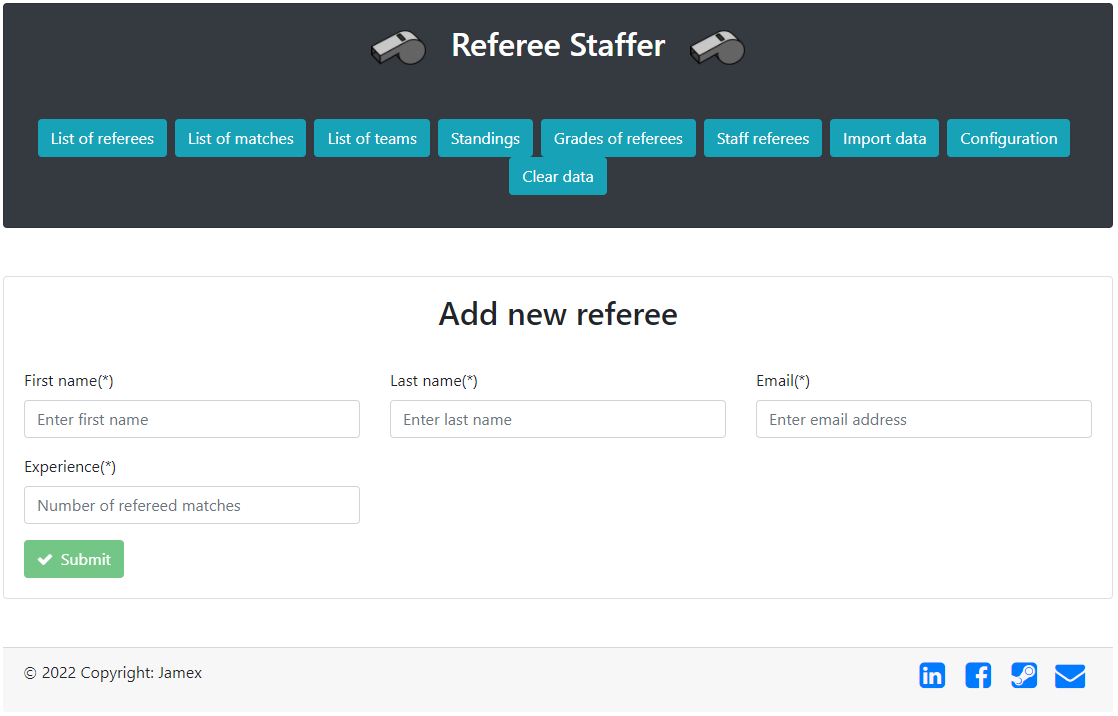 Referee Staffer
List of referees List of matches List of teams Standings Grades of referees Staff referees Import data Configuration
Clear data
Add new referee
First name(*) Last name(*) Email(*)
Enter first name Enter last name Enter email address
Experience(*)
Number of refereed matches
Submit
© 2022 Copyright: Jamex